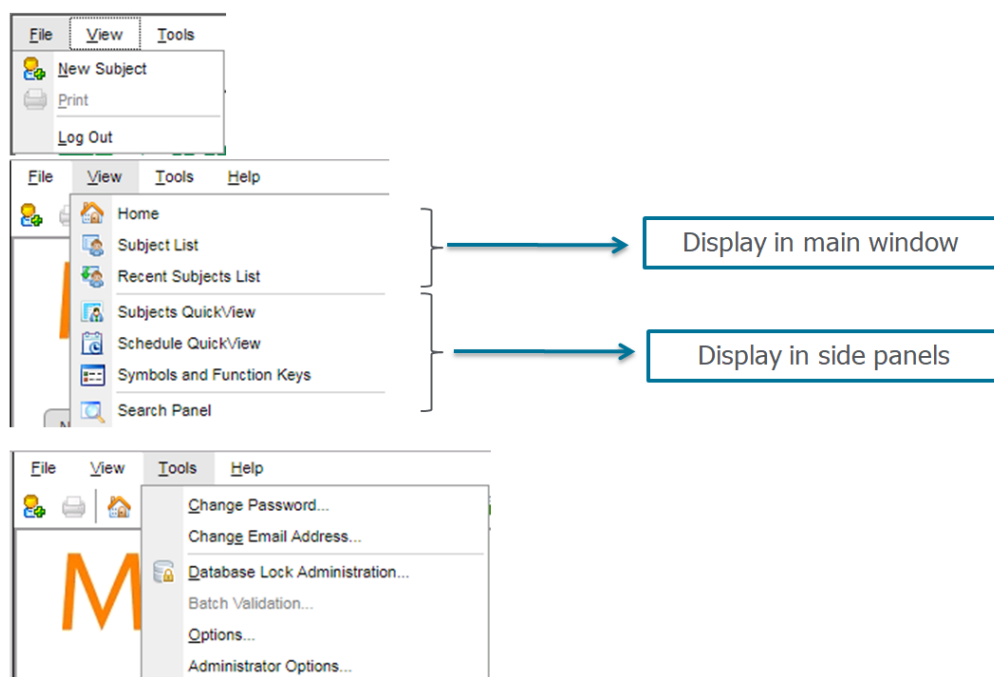 File View Tools
New Subject
Print
Log Out
File View Tools Help
Home
Subject List
Recent Subjects List
Subjects QuickView
Schedule QuickView
Symbols and Function Keys
Search Panel
Display in main window
Display in side panels
File View Tools Help
Change Password...
Change Email Address...
Database Lock Administration...
Batch Validation...
Options...
Administrator Options...
M